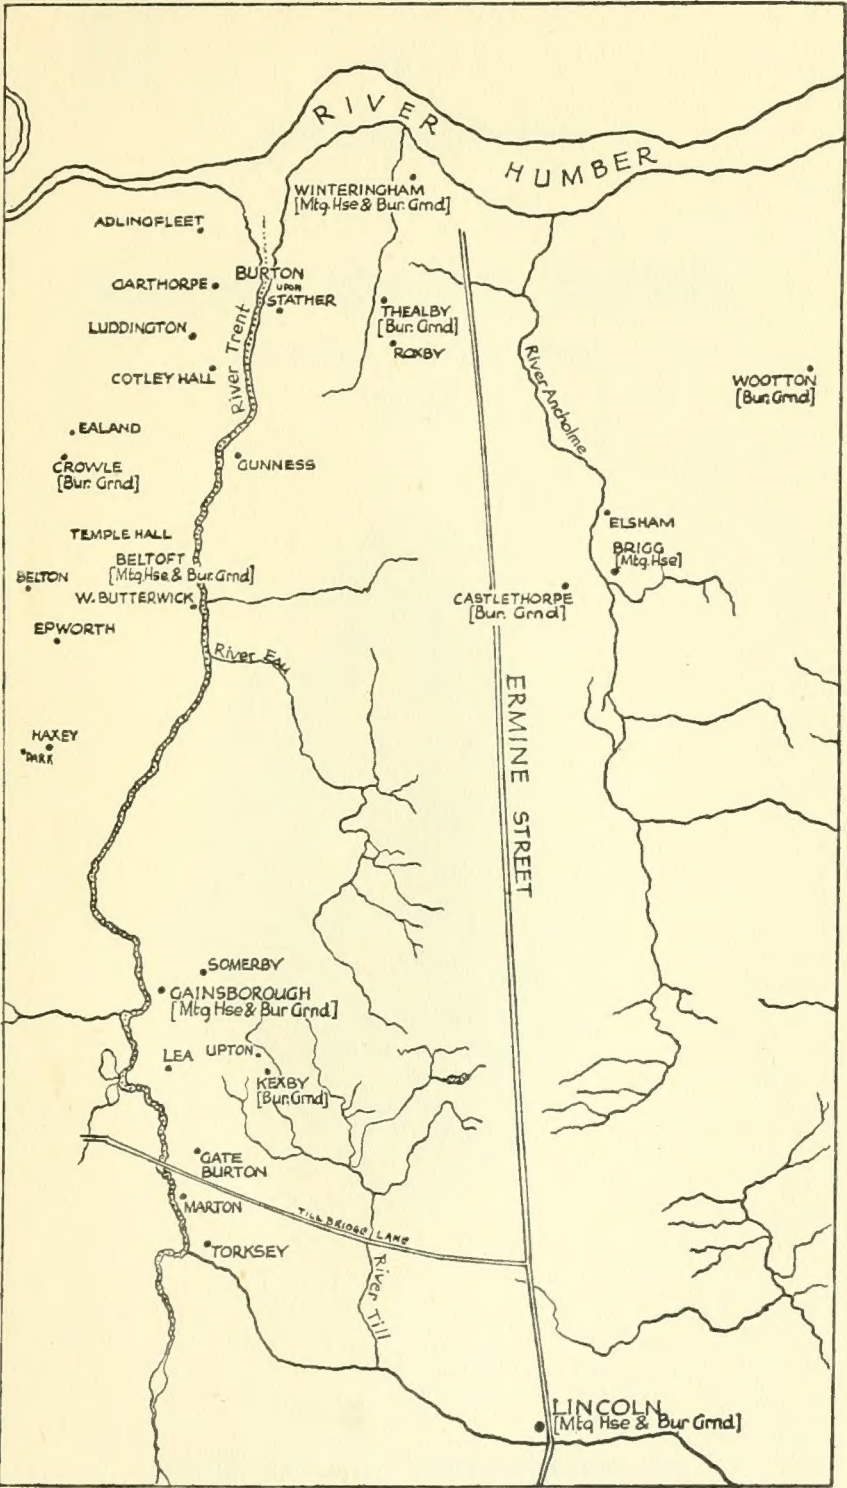 RIVER
HUMBER
WINTERINGHAM
[Mtg. Hse & Bur. Grnd]
ADLINGFLEET
BURTON
UPON
STATHER
GARTHORPE
THEALBY
[Bur. Grnd]
LUDDINGTON
ROXBY
River Trent
COTLEY HALL
River Ancholme
WOOTTON
[Bur. Grnd]
EALAND
CROWLE
[Bur. Grnd]
GUNNESS
TEMPLE HALL
ELSHAM
BRIGG
[Mtg. Hse]
BELTOFT
[Mtg. Hse & Bur. Grnd]
BELTON
W. BUTTERWICK
CASTLETHORPE
[Bur. Grnd]
EPWORTH
River Eau
ERMINE STREET
HAXEY
PARK
SOMERBY
GAINSBOROUGH
[Mtg Hse & Bur Grnd]
LEA
UPTON
KEXBY
[Bur. Grnd]
GATE
BURTON
MARTON
TILLBRIDGE LANE
TORKSEY
River Till
LINCOLN
[Mtg Hse & Bur Grnd]